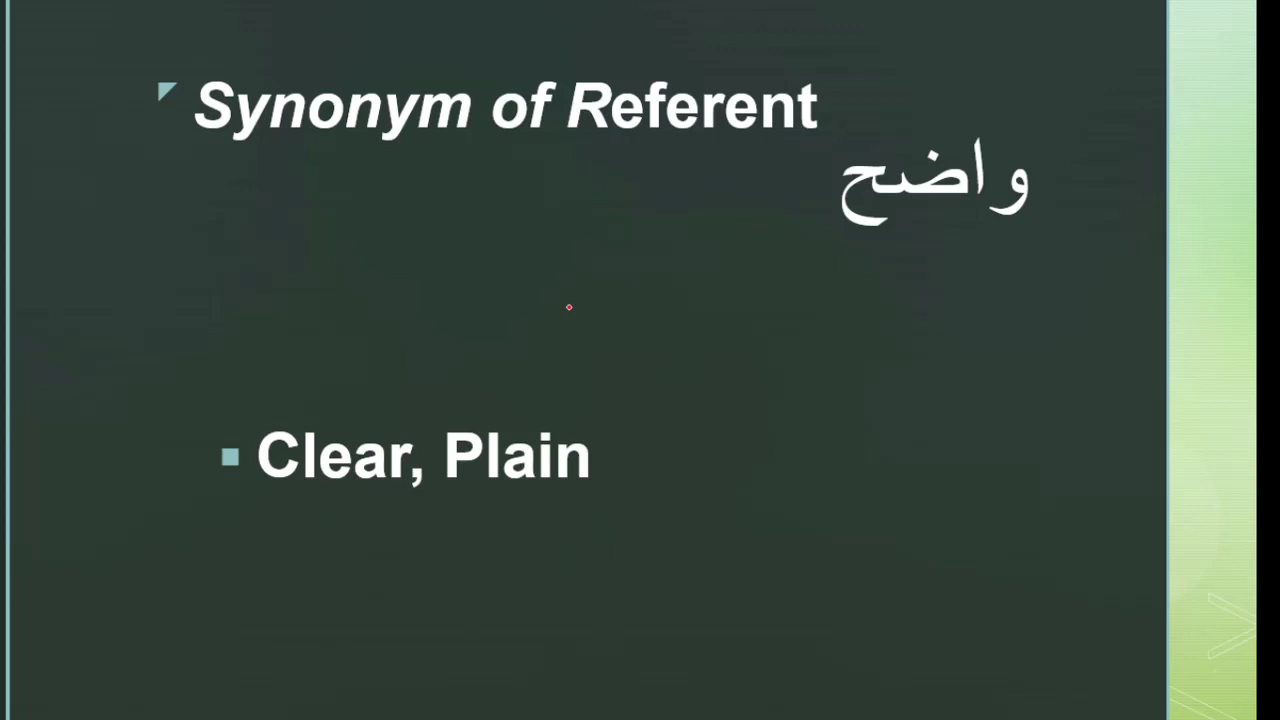 Synonym of Referent
واضح
Clear, Plain